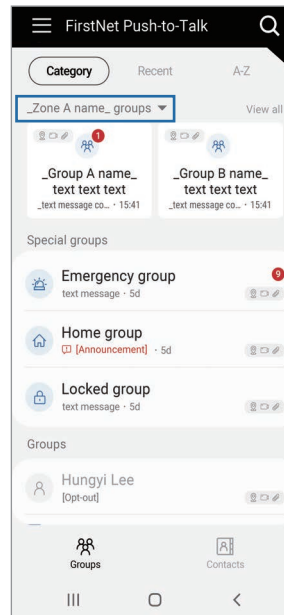 FirstNet Push-to-Talk
Category Recent A-Z
_Zone A name_ groups View all
1
_Group A name_ _Group B name_
text text text text text text
_text message co... · 15:41 _text message co... · 15:41
Special groups
Emergency group 9
text message · 5d
Home group
[Announcement] · 5d
Locked group
text message · 5d
Groups
Hungyi Lee
[Opt-out]
Groups Contacts